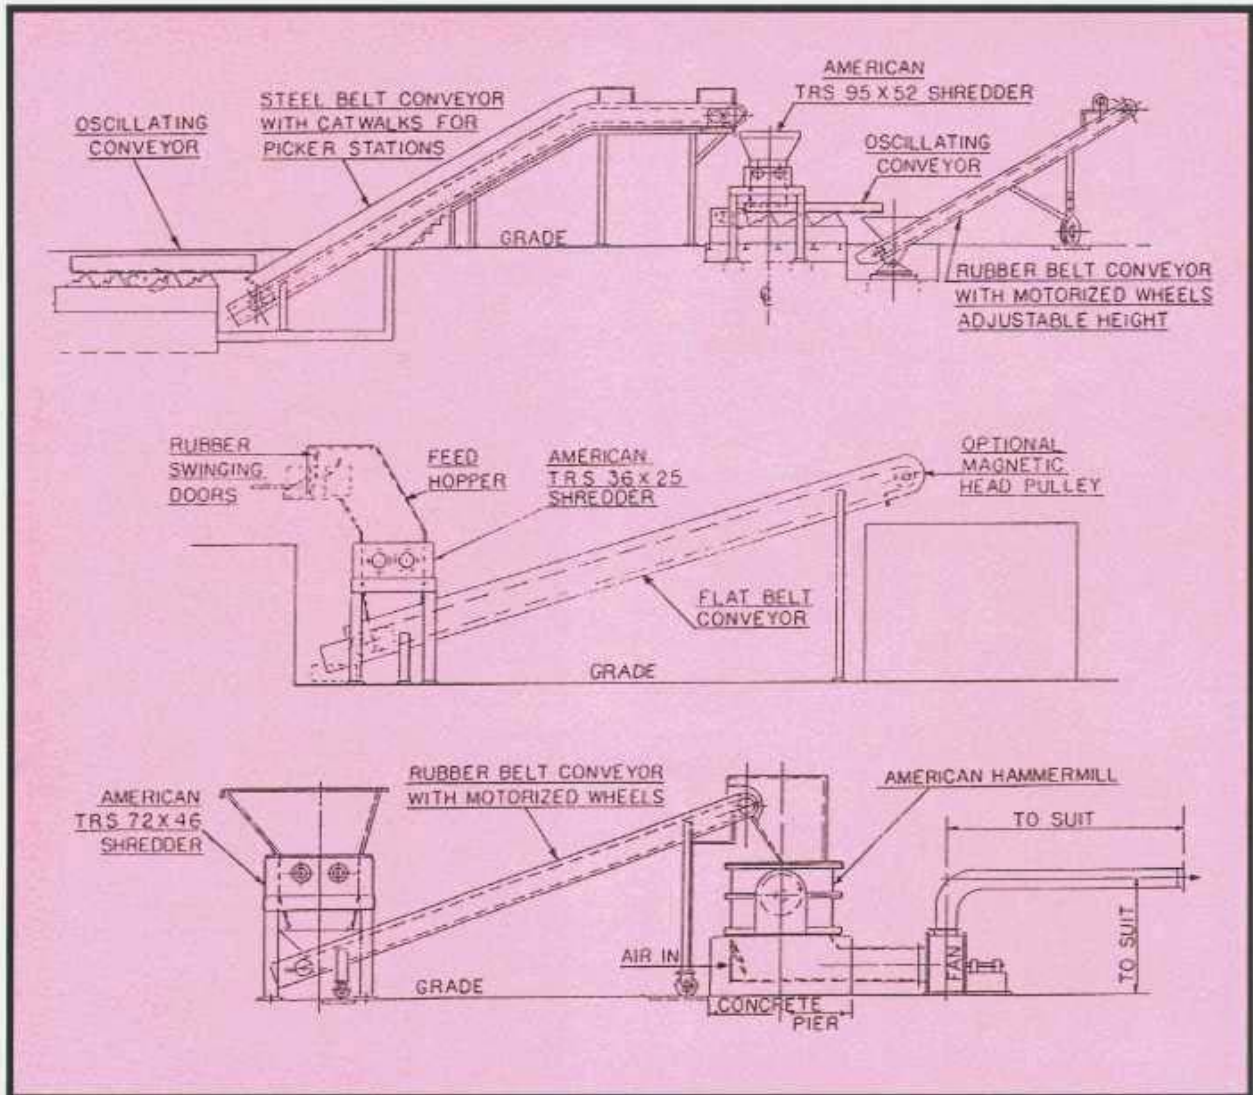 OSCILLATING
CONVEYOR
STEEL BELT CONVEYOR
WITH CATWALKS FOR
PICKER STATIONS
AMERICAN
TRS 95 X 52 SHREDDER
OSCILLATING
CONVEYOR
GRADE
RUBBER BELT CONVEYOR
WITH MOTORIZED WHEELS
ADJUSTABLE HEIGHT
RUBBER
SWINGING
DOORS
FEED
HOPPER
AMERICAN
TRS 36 X 25
SHREDDER
OPTIONAL
MAGNETIC
HEAD PULLEY
FLAT BELT
CONVEYOR
GRADE
AMERICAN
TRS 72 X 46
SHREDDER
RUBBER BELT CONVEYOR
WITH MOTORIZED WHEELS
AMERICAN HAMMERMILL
TO SUIT
TO SUIT
AIR IN
FAN
GRADE
CONCRETE
PIER